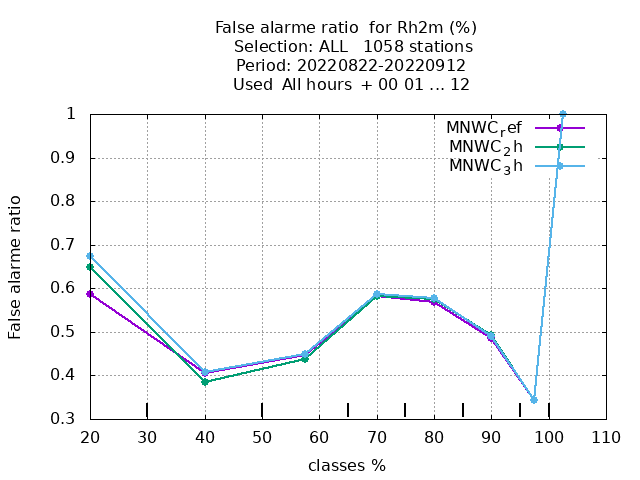 False alarme ratio  for Rh2m (%)
Selection: ALL   1058 stations
Period: 20220822-20220912
Used  All hours  + 00 01 ... 12
MNWC_ref
MNWC_2h
MNWC_3h
1
0.9
0.8
0.7
0.6
0.5
0.4
0.3
False alarme ratio
20 30 40 50 60 70 80 90 100 110
classes %